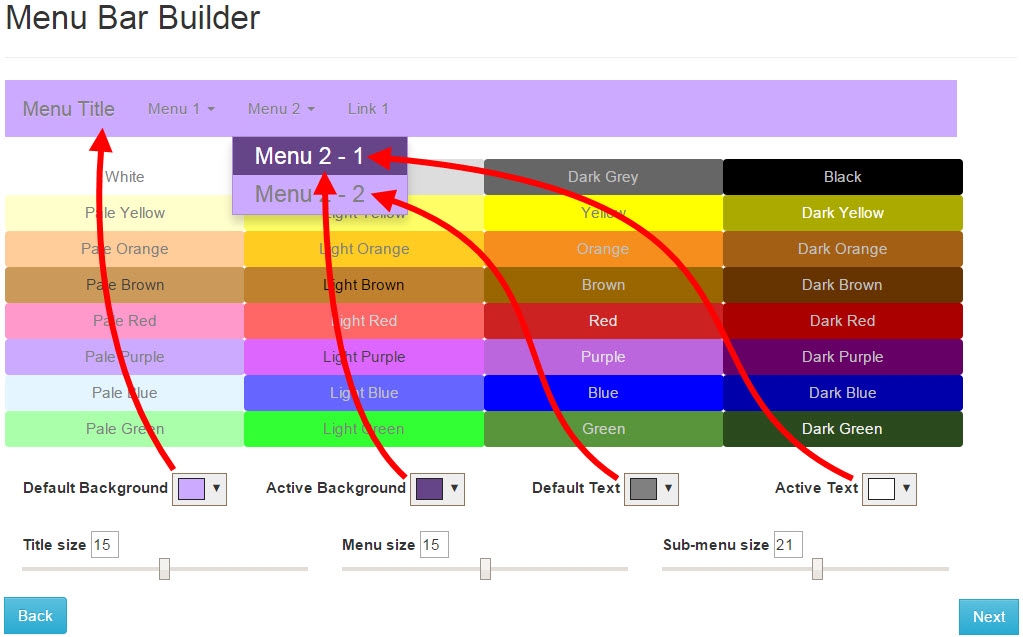 Menu Bar Builder
Menu Title Menu 1 Menu 2 Link 1
Menu 2 - 1
White Dark Grey Black
Menu 2 - 2
Pale Yellow Light Yellow Yellow Dark Yellow
Pale Orange Light Orange Orange Dark Orange
Pale Brown Light Brown Brown Dark Brown
Pale Red Light Red Red Dark Red
Pale Purple Light Purple Purple Dark Purple
Pale Blue Light Blue Blue Dark Blue
Pale Green Light Green Green Dark Green
Default Background Active Background Default Text Active Text
Title size 15 Menu size 15 Sub-menu size 21
Back Next